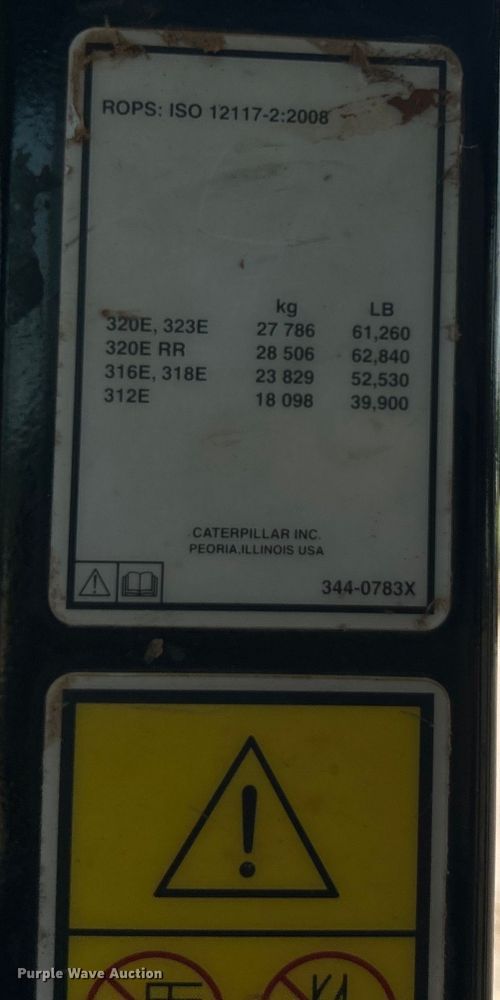 ROPS: ISO 12117-2:2008
kg LB
320E, 323E 27 786 61,260
320E RR 28 506 62,840
316E, 318E 23 829 52,530
312E 18 098 39,900
CATERPILLAR INC.
PEORIA,ILLINOIS USA
344-0783X
Purple Wave Auction